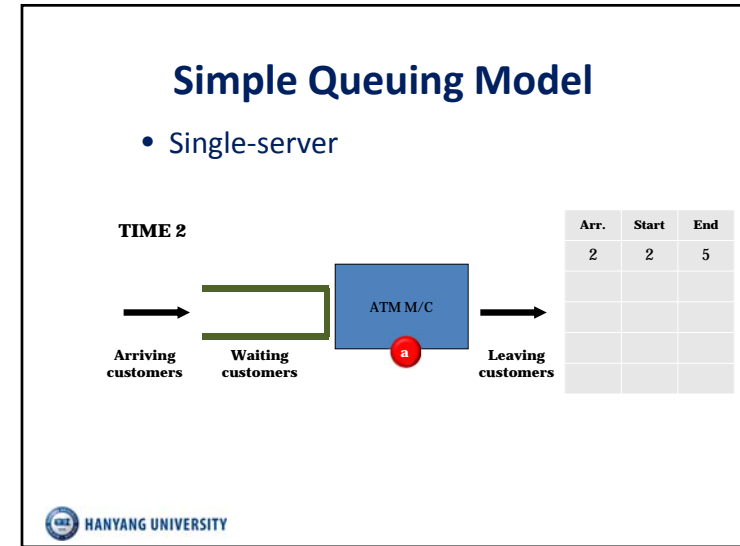 Simple Queuing Model
• Single-server
TIME 2
Arr. Start End
2 2 5
ATM M/C
a
Arriving customers
Waiting customers
Leaving customers
HANYANG UNIVERSITY